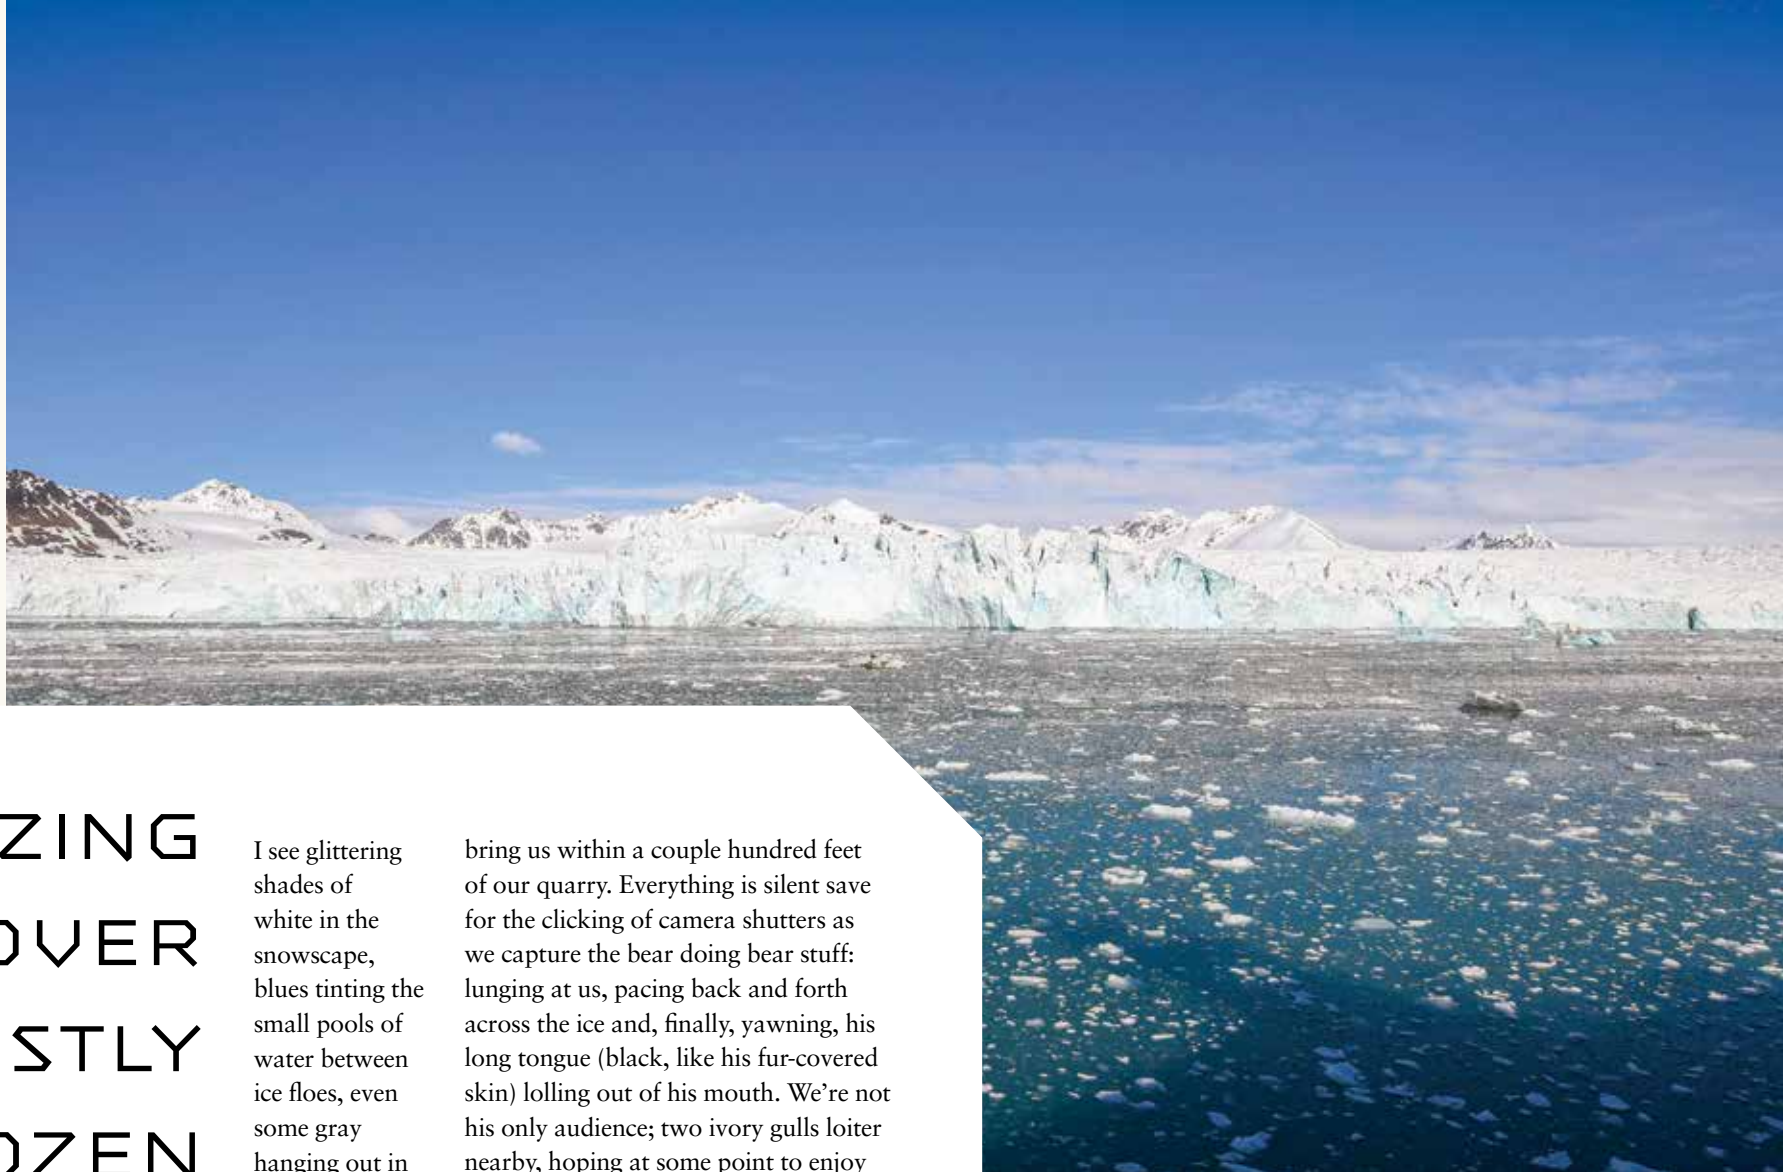 ZING
OVER
STLY
OZEN
I see glittering
shades of
white in the
snowscape,
blues tinting the
small pools of
water between
ice floes, even
some gray
hanging out in
bring us within a couple hundred feet
of our quarry. Everything is silent save
for the clicking of camera shutters as
we capture the bear doing bear stuff:
lunging at us, pacing back and forth
across the ice and, finally, yawning, his
long tongue (black, like his fur-covered
skin) lolling out of his mouth. We’re not
his only audience; two ivory gulls loiter
nearby, hoping at some point to enjoy